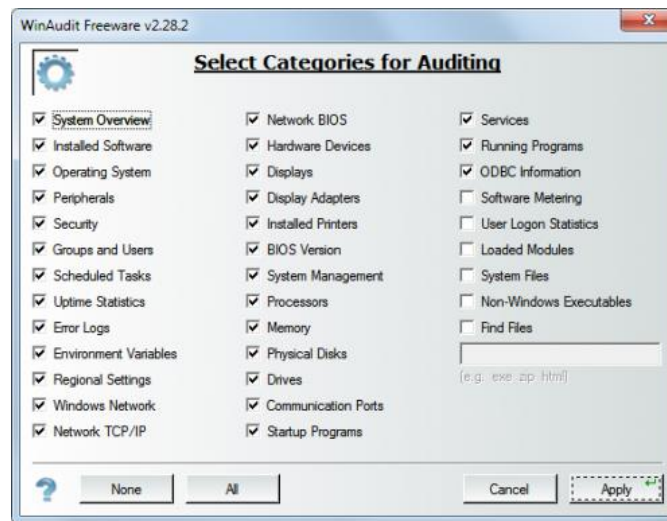 WinAudit Freeware v2.28.2
Select Categories for Auditing
System Overview
Installed Software
Operating System
Peripherals
Security
Groups and Users
Scheduled Tasks
Uptime Statistics
Error Logs
Environment Variables
Regional Settings
Windows Network
Network TCP/IP
Network BIOS
Hardware Devices
Displays
Display Adapters
Installed Printers
BIOS Version
System Management
Processors
Memory
Physical Disks
Drives
Communication Ports
Startup Programs
Services
Running Programs
ODBC Information
Software Metering
User Logon Statistics
Loaded Modules
System Files
Non-Windows Executables
Find Files
(e.g. exe zip html)
None
All
Cancel
Apply